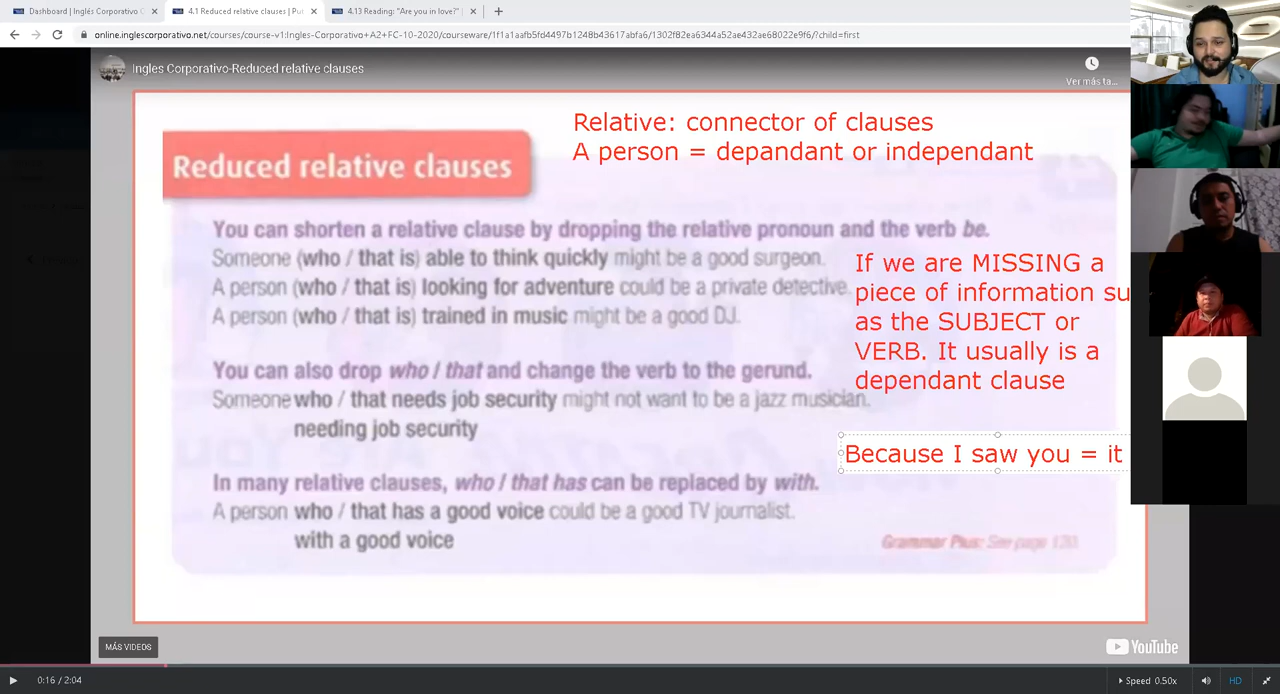 Dashboard | Inglés Corporativo C
4.1 Reduced relative clauses | Pu
4.13 Reading: "Are you in love?" |
online.inglescorporativo.net/courses/course-v1:Ingles-Corporativo+A2+FC-10-2020/
/1f1a1aafb5fd4497b1248b43617abfa6/1302f82ea6344a52ae432ae68022e9f6/?child=first
Ingles Corporativo-Reduced relative clauses
Ver más ta...
Relative: connector of clauses
A person = depandant or independant
Reduced relative clauses
You can shorten a relative clause by dropping the relative pronoun and the verb be.
Someone (who / that is) able to think quickly might be a good surgeon.
A person (who / that is) looking for adventure could be a private detective.
A person (who / that is) trained in music might be a good DJ.
If we are MISSING a
piece of information su
as the SUBJECT or
VERB. It usually is a
dependant clause
You can also drop who / that and change the verb to the gerund.
Someone who / that needs job security might not want to be a jazz musician.
needing job security
Because I saw you = it
In many relative clauses, who / that has can be replaced by with.
A person who / that has a good voice could be a good TV journalist.
with a good voice
Grammar Plus: See page
MÁS VIDEOS
YouTube
0:16 / 2:04
Speed 0.50x
HD